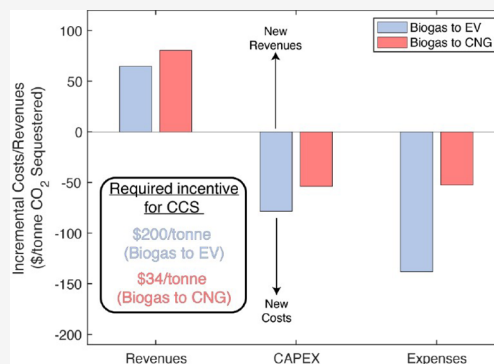 Incremental Costs/Revenues
($/tonne CO2 Sequestered)
100
50
0
-50
-100
-150
-200
New
Revenues
Biogas to EV
Biogas to CNG
Required incentive
for CCS
$200/tonne
(Biogas to EV)
$34/tonne
(Biogas to CNG)
New
Costs
Revenues
CAPEX
Expenses